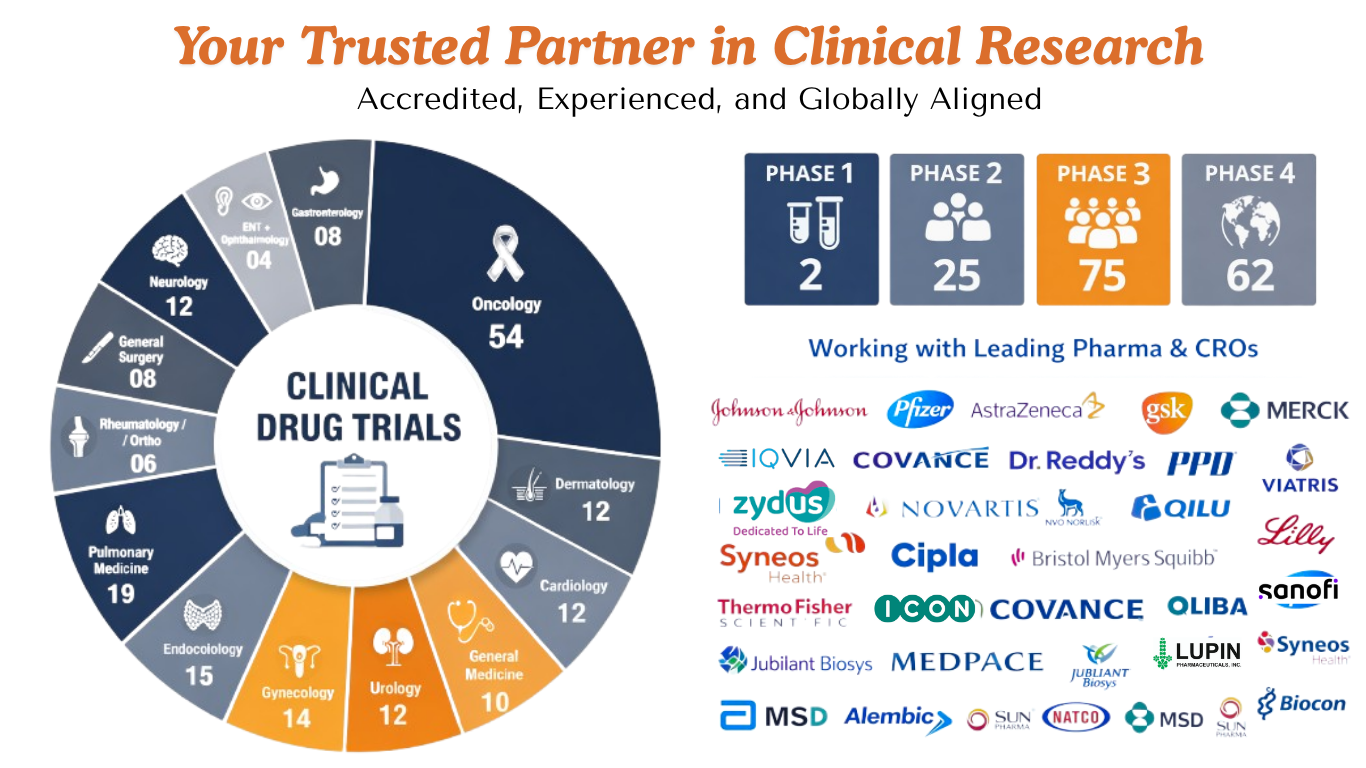 Your Trusted Partner in Clinical Research
Accredited, Experienced, and Globally Aligned
Oncology
54
Dermatology
12
Cardiology
12
General
Medicine
10
Urology
12
Gynecology
14
Endocoiology
15
Pulmonary
Medicine
19
Rheumatology /
/ Ortho
06
General
Surgery
08
Neurology
12
ENT +
Ophthalmology
04
Gastronterology
08
CLINICAL
DRUG TRIALS
PHASE 1
2
PHASE 2
25
PHASE 3
75
PHASE 4
62
Working with Leading Pharma & CROs
Johnson & Johnson
Pfizer
AstraZeneca
gsk
MERCK
IQVIA
COVANCE
Dr. Reddy's
PPD
VIATRIS
zydus
Dedicated To Life
NOVARTIS
NVO NORLISK
QILU
Lilly
Syneos
Health
Cipla
Bristol Myers Squibb
sanofi
ThermoFisher
SCIENTIFIC
ICON
COVANCE
OLIBA
Syneos
Health
Jubilant Biosys
MEDPACE
JUBLIANT
Biosys
LUPIN
PHARMACEUTICALS, INC.
MSD
Alembic
SUN
PHARMA
NATCO
MSD
SUN
PHARMA
Biocon